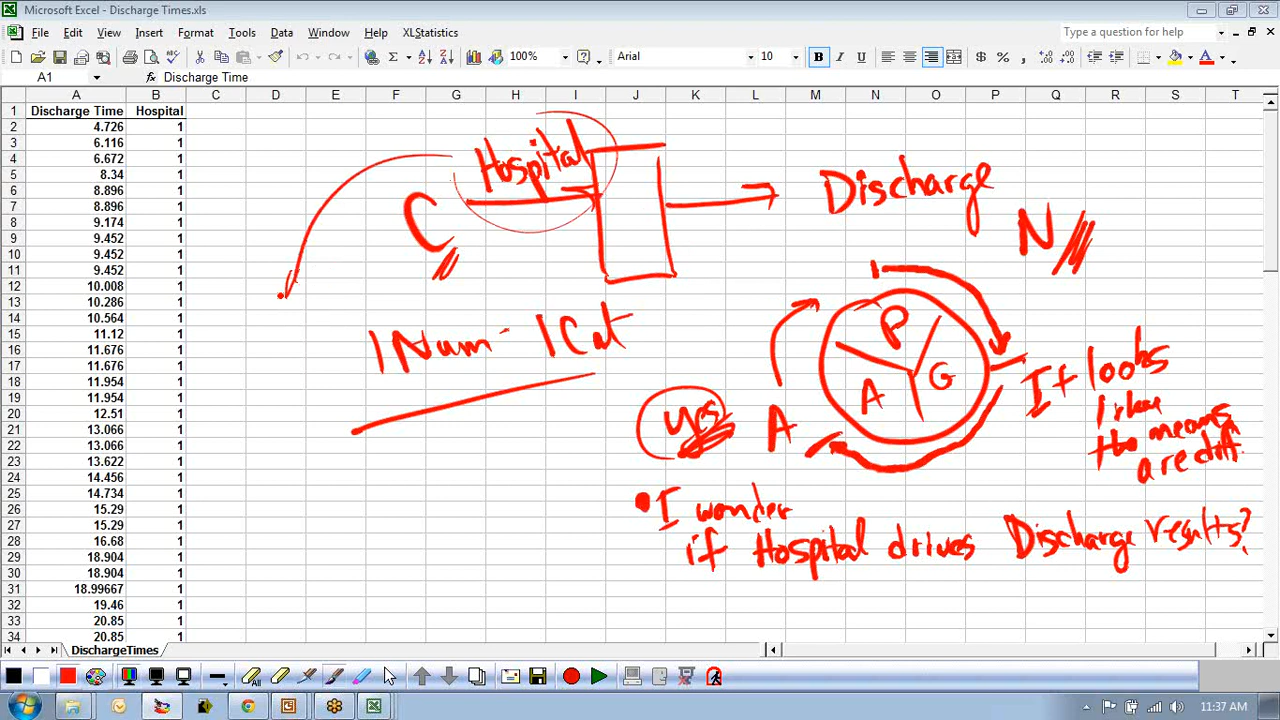 Microsoft Excel - Discharge Times.xls
File Edit View Insert Format Tools Data Window Help XLStatistics
Type a question for help
100% Arial 10 B I U $ %
A1 fx Discharge Time
A B C D E F G H I J K L M N O P Q R S T
1 Discharge Time Hospital
2 4.726 1
3 6.116 1
4 6.672 1
5 8.34 1
6 8.896 1
7 8.896 1
8 9.174 1
9 9.452 1
10 9.452 1
11 9.452 1
12 10.008 1
13 10.286 1
14 10.564 1
15 11.12 1
16 11.676 1
17 11.676 1
18 11.954 1
19 11.954 1
20 12.51 1
21 13.066 1
22 13.066 1
23 13.622 1
24 14.456 1
25 14.734 1
26 15.29 1
27 15.29 1
28 16.68 1
29 18.904 1
30 18.904 1
31 18.99667 1
32 19.46 1
33 20.85 1
34 20.85 1
Hospital
Discharge
C
N
1 Num - 1 Cat
P
A G
yes A
It looks
like
the means
are diff.
I wonder
if Hospital drives Discharge results?
DischargeTimes
11:37 AM